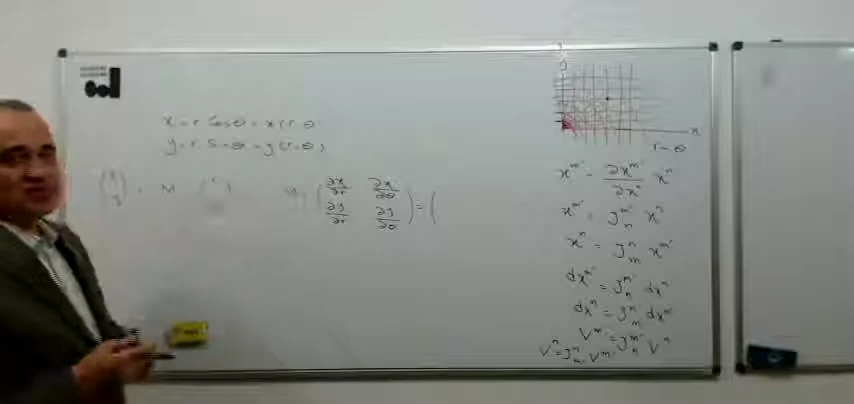 x = r Cosθ = x(r, θ)
y = r Sinθ = y(r, θ)
M
( ∂x/∂r ∂x/∂θ
∂y/∂r ∂y/∂θ ) = (
x
r - θ
x^m' = ∂x^m'/∂x^n x^n
x^m' = J^m'_n x^n
x^n = J^n_m' x^m'
dx^m' = J^m'_n dx^n
dx^n = J^n_m' dx^m'
V^m' = J^m'_n V^n
V^n = J^n_m' V^m'